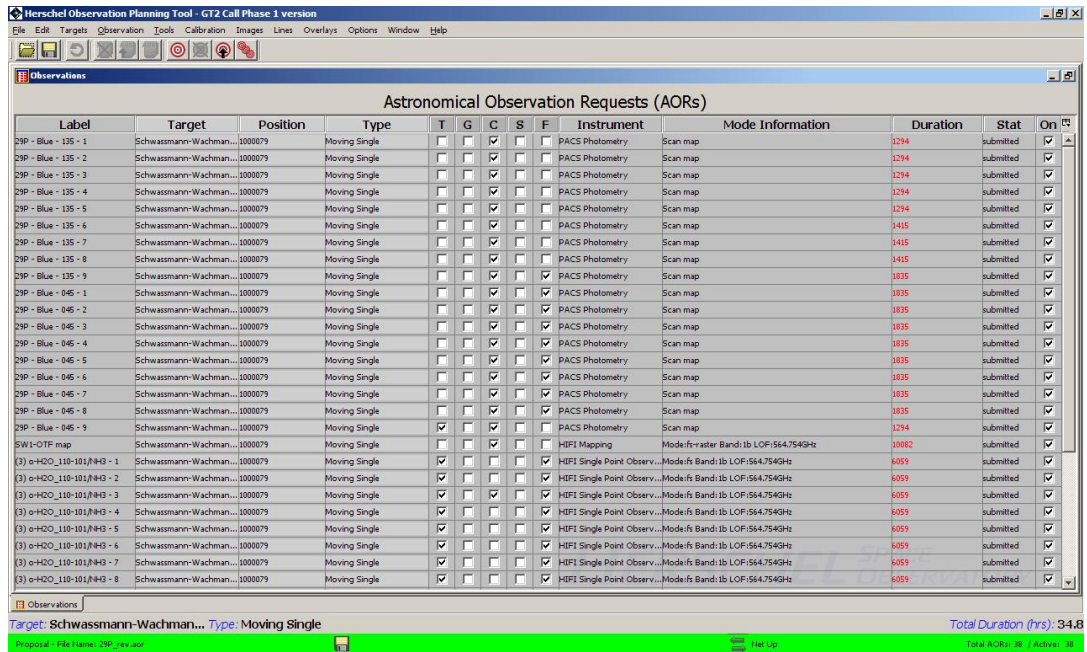 Herschel Observation Planning Tool - GT2 Call Phase 1 version
File Edit Targets Observation Tools Calibration Images Lines Overlays Options Window Help
Observations
Astronomical Observation Requests (AORs)
Label Target Position Type T G C S F Instrument Mode Information Duration Stat On
29P - Blue - 135 - 1 Schwassmann-Wachman... 1000079 Moving Single PACS Photometry Scan map 1294 submitted
29P - Blue - 135 - 2 Schwassmann-Wachman... 1000079 Moving Single PACS Photometry Scan map 1294 submitted
29P - Blue - 135 - 3 Schwassmann-Wachman... 1000079 Moving Single PACS Photometry Scan map 1294 submitted
29P - Blue - 135 - 4 Schwassmann-Wachman... 1000079 Moving Single PACS Photometry Scan map 1294 submitted
29P - Blue - 135 - 5 Schwassmann-Wachman... 1000079 Moving Single PACS Photometry Scan map 1294 submitted
29P - Blue - 135 - 6 Schwassmann-Wachman... 1000079 Moving Single PACS Photometry Scan map 1415 submitted
29P - Blue - 135 - 7 Schwassmann-Wachman... 1000079 Moving Single PACS Photometry Scan map 1415 submitted
29P - Blue - 135 - 8 Schwassmann-Wachman... 1000079 Moving Single PACS Photometry Scan map 1415 submitted
29P - Blue - 135 - 9 Schwassmann-Wachman... 1000079 Moving Single PACS Photometry Scan map 1835 submitted
29P - Blue - 045 - 1 Schwassmann-Wachman... 1000079 Moving Single PACS Photometry Scan map 1835 submitted
29P - Blue - 045 - 2 Schwassmann-Wachman... 1000079 Moving Single PACS Photometry Scan map 1835 submitted
29P - Blue - 045 - 3 Schwassmann-Wachman... 1000079 Moving Single PACS Photometry Scan map 1835 submitted
29P - Blue - 045 - 4 Schwassmann-Wachman... 1000079 Moving Single PACS Photometry Scan map 1835 submitted
29P - Blue - 045 - 5 Schwassmann-Wachman... 1000079 Moving Single PACS Photometry Scan map 1835 submitted
29P - Blue - 045 - 6 Schwassmann-Wachman... 1000079 Moving Single PACS Photometry Scan map 1835 submitted
29P - Blue - 045 - 7 Schwassmann-Wachman... 1000079 Moving Single PACS Photometry Scan map 1835 submitted
29P - Blue - 045 - 8 Schwassmann-Wachman... 1000079 Moving Single PACS Photometry Scan map 1835 submitted
29P - Blue - 045 - 9 Schwassmann-Wachman... 1000079 Moving Single PACS Photometry Scan map 1294 submitted
SW1-OTF map Schwassmann-Wachman... 1000079 Moving Single HIFI Mapping Mode:fs-raster Band:1b LOF:564.754GHz 10082 submitted
(3) o-H2O_110-101/NH3 - 1 Schwassmann-Wachman... 1000079 Moving Single HIFI Single Point Observ... Mode:fs Band:1b LOF:564.754GHz 6059 submitted
(3) o-H2O_110-101/NH3 - 2 Schwassmann-Wachman... 1000079 Moving Single HIFI Single Point Observ... Mode:fs Band:1b LOF:564.754GHz 6059 submitted
(3) o-H2O_110-101/NH3 - 3 Schwassmann-Wachman... 1000079 Moving Single HIFI Single Point Observ... Mode:fs Band:1b LOF:564.754GHz 6059 submitted
(3) o-H2O_110-101/NH3 - 4 Schwassmann-Wachman... 1000079 Moving Single HIFI Single Point Observ... Mode:fs Band:1b LOF:564.754GHz 6059 submitted
(3) o-H2O_110-101/NH3 - 5 Schwassmann-Wachman... 1000079 Moving Single HIFI Single Point Observ... Mode:fs Band:1b LOF:564.754GHz 6059 submitted
(3) o-H2O_110-101/NH3 - 6 Schwassmann-Wachman... 1000079 Moving Single HIFI Single Point Observ... Mode:fs Band:1b LOF:564.754GHz 6059 submitted
(3) o-H2O_110-101/NH3 - 7 Schwassmann-Wachman... 1000079 Moving Single HIFI Single Point Observ... Mode:fs Band:1b LOF:564.754GHz 6059 submitted
(3) o-H2O_110-101/NH3 - 8 Schwassmann-Wachman... 1000079 Moving Single HIFI Single Point Observ... Mode:fs Band:1b LOF:564.754GHz 6059 submitted
Observations
Target: Schwassmann-Wachman... Type: Moving Single Total Duration (hrs): 34.8
Proposal - File Name: 29P_rev.aor Net Up Total AORs: 38 / Active: 38